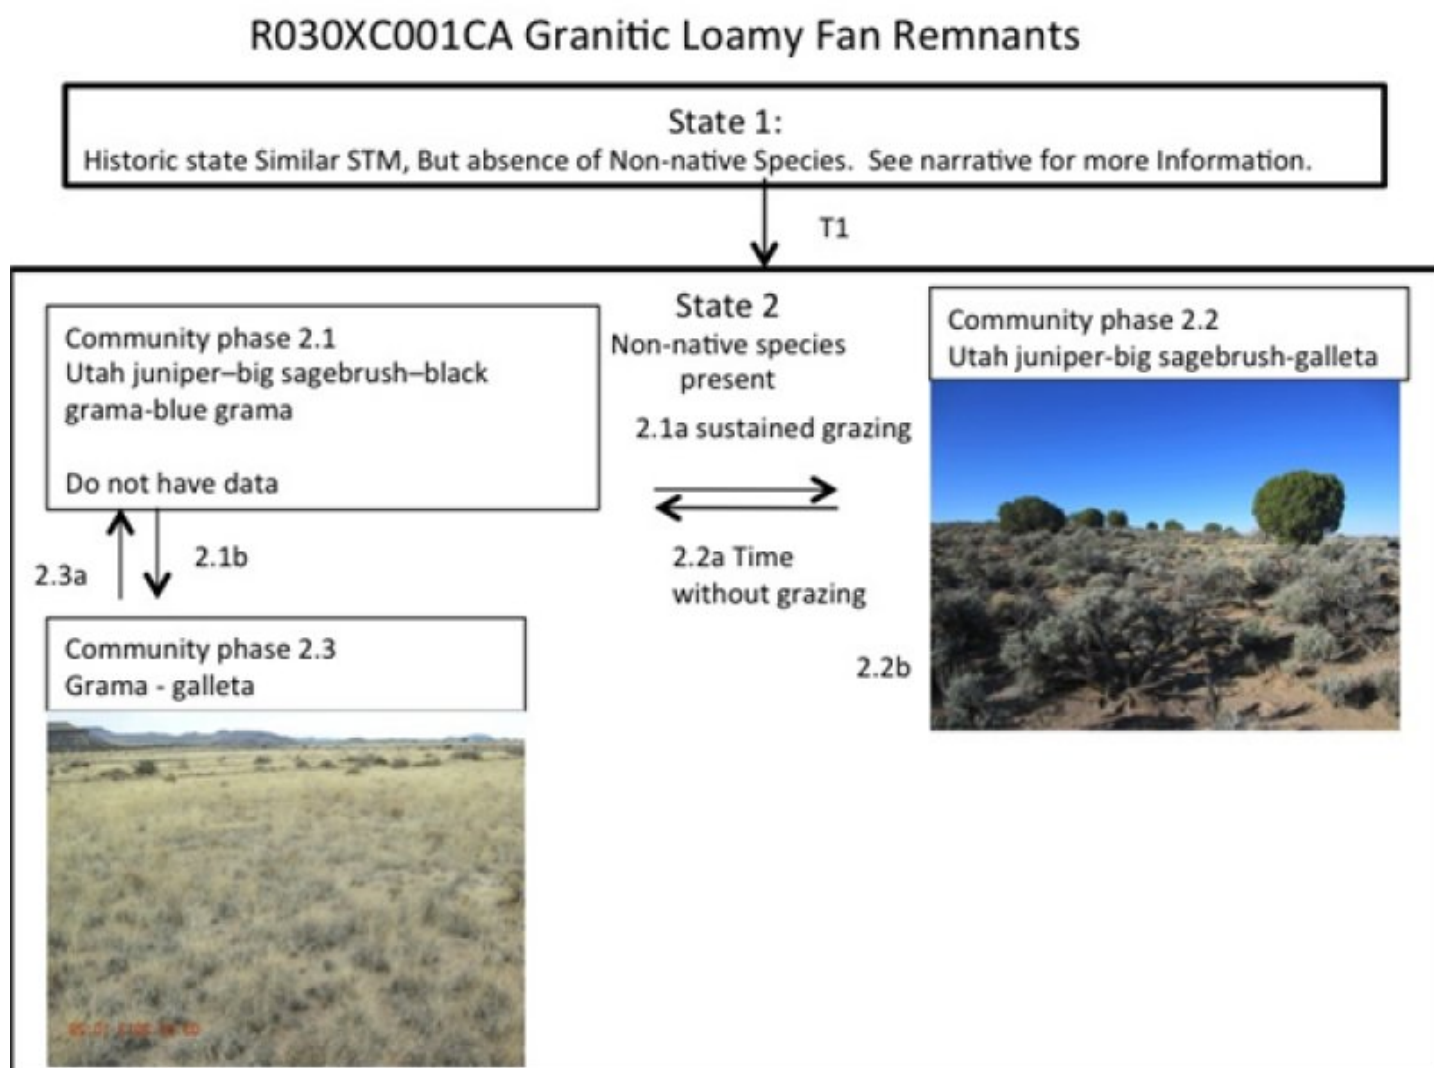 R030XC001CA Granitic Loamy Fan Remnants
State 1:
Historic state Similar STM, But absence of Non-native Species.  See narrative for more Information.
T1
Community phase 2.1
Utah juniper–big sagebrush–black
grama-blue grama
Do not have data
State 2
Non-native species
present
2.1a sustained grazing
2.2a Time
without grazing
Community phase 2.2
Utah juniper-big sagebrush-galleta
2.3a
2.1b
2.2b
Community phase 2.3
Grama - galleta